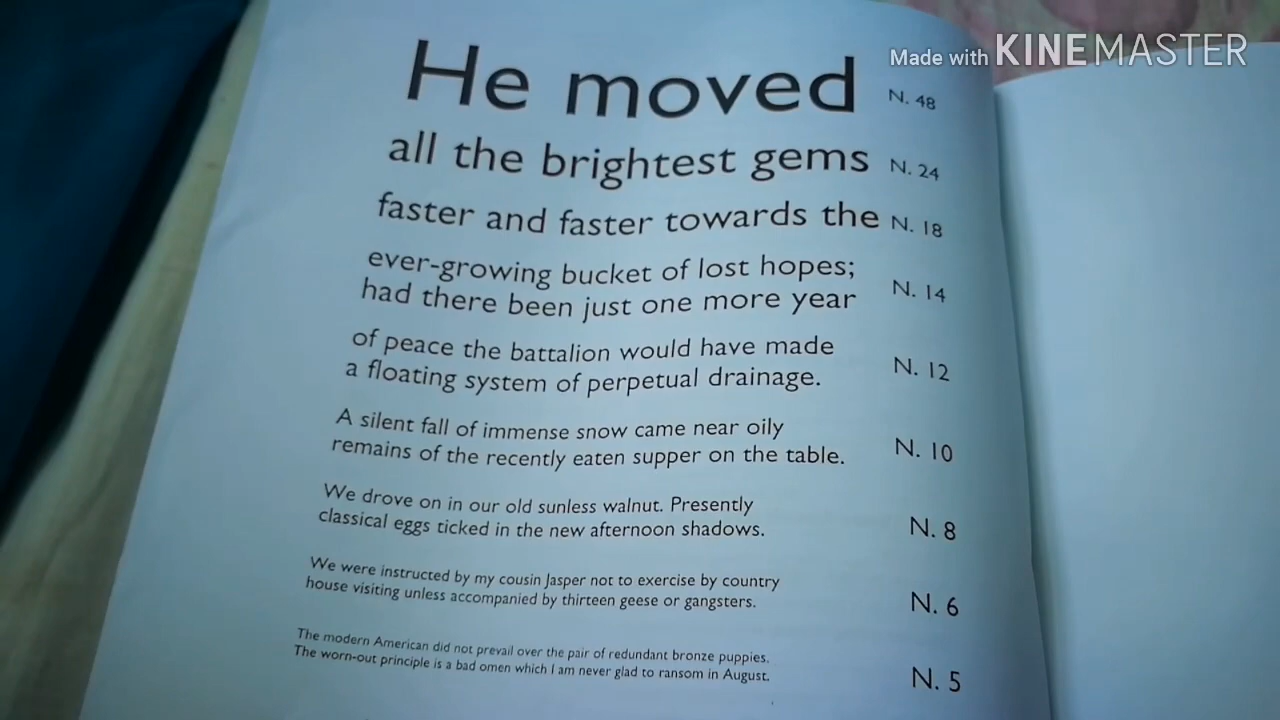 Made with KINEMASTER
He moved N. 48
all the brightest gems N. 24
faster and faster towards the N. 18
ever-growing bucket of lost hopes;
had there been just one more year N. 14
of peace the battalion would have made
a floating system of perpetual drainage. N. 12
A silent fall of immense snow came near oily
remains of the recently eaten supper on the table. N. 10
We drove on in our old sunless walnut. Presently
classical eggs ticked in the new afternoon shadows. N. 8
We were instructed by my cousin Jasper not to exercise by country
house visiting unless accompanied by thirteen geese or gangsters. N. 6
The modern American did not prevail over the pair of redundant bronze puppies.
The worn-out principle is a bad omen which I am never glad to ransom in August. N. 5